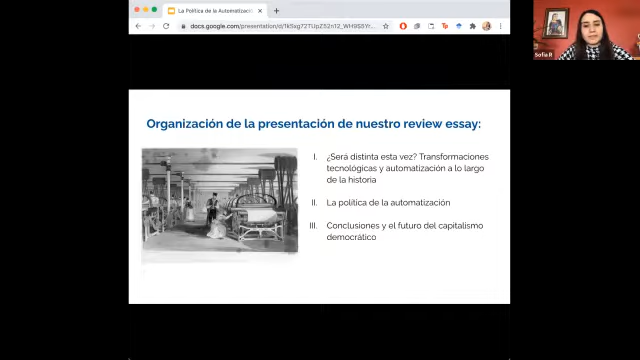 La Política de la Automatizació
docs.google.com/presentation/d/
Sofía R
Organización de la presentación de nuestro review essay:
I. ¿Será distinta esta vez? Transformaciones
tecnológicas y automatización a lo largo
de la historia
II. La política de la automatización
III. Conclusiones y el futuro del capitalismo
democrático